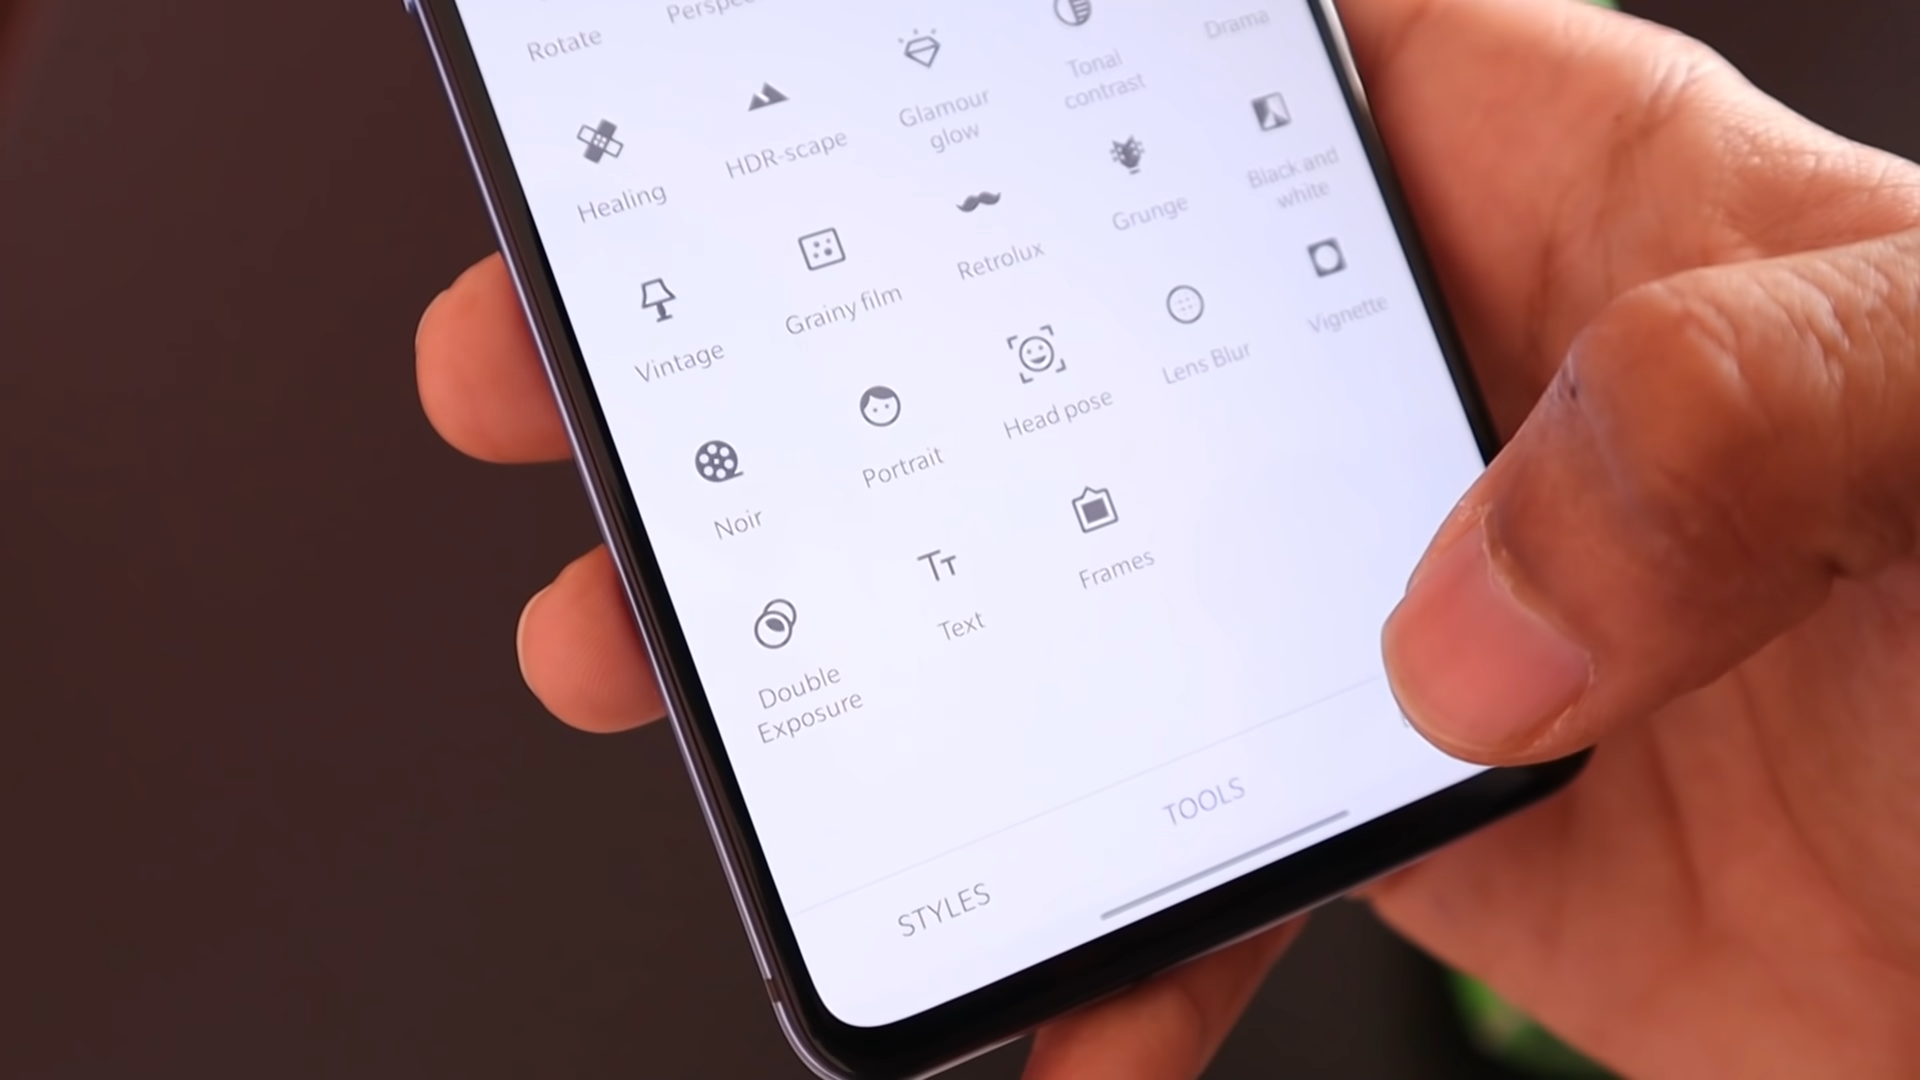 Rotate
Drama
Healing
HDR-scape
Glamour
glow
Tonal
contrast
Vintage
Grainy film
Retrolux
Grunge
Black and
white
Noir
Portrait
Head pose
Lens Blur
Vignette
Double
Exposure
Text
Frames
STYLES
TOOLS